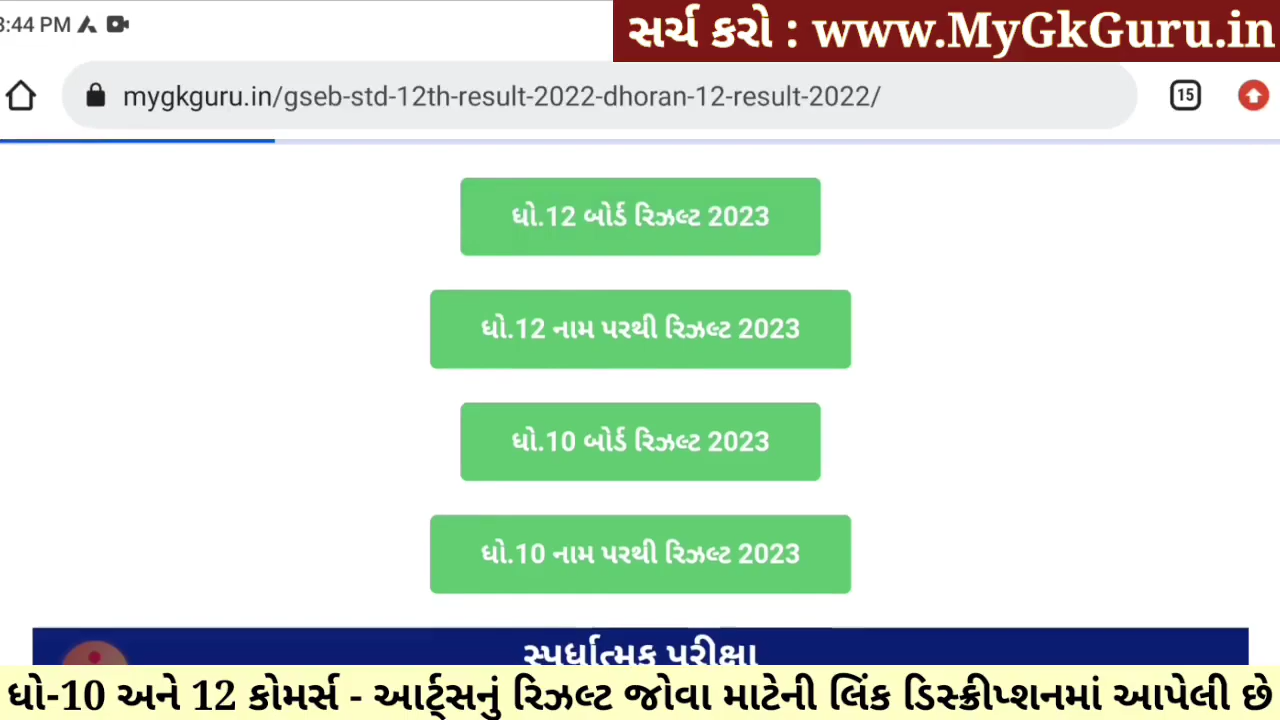 3:44 PM
સર્ચ કરો : www.MyGkGuru.in
mygkguru.in/gseb-std-12th-result-2022-dhoran-12-result-2022/
15
ધો.12 બોર્ડ રિઝલ્ટ 2023
ધો.12 નામ પરથી રિઝલ્ટ 2023
ધો.10 બોર્ડ રિઝલ્ટ 2023
ધો.10 નામ પરથી રિઝલ્ટ 2023
સ્પર્ધાત્મક પરીક્ષા
ધો-10 અને 12 કોમર્સ - આર્ટ્સનું રિઝલ્ટ જોવા માટેની લિંક ડિસ્ક્રીપ્શનમાં આપેલી છે